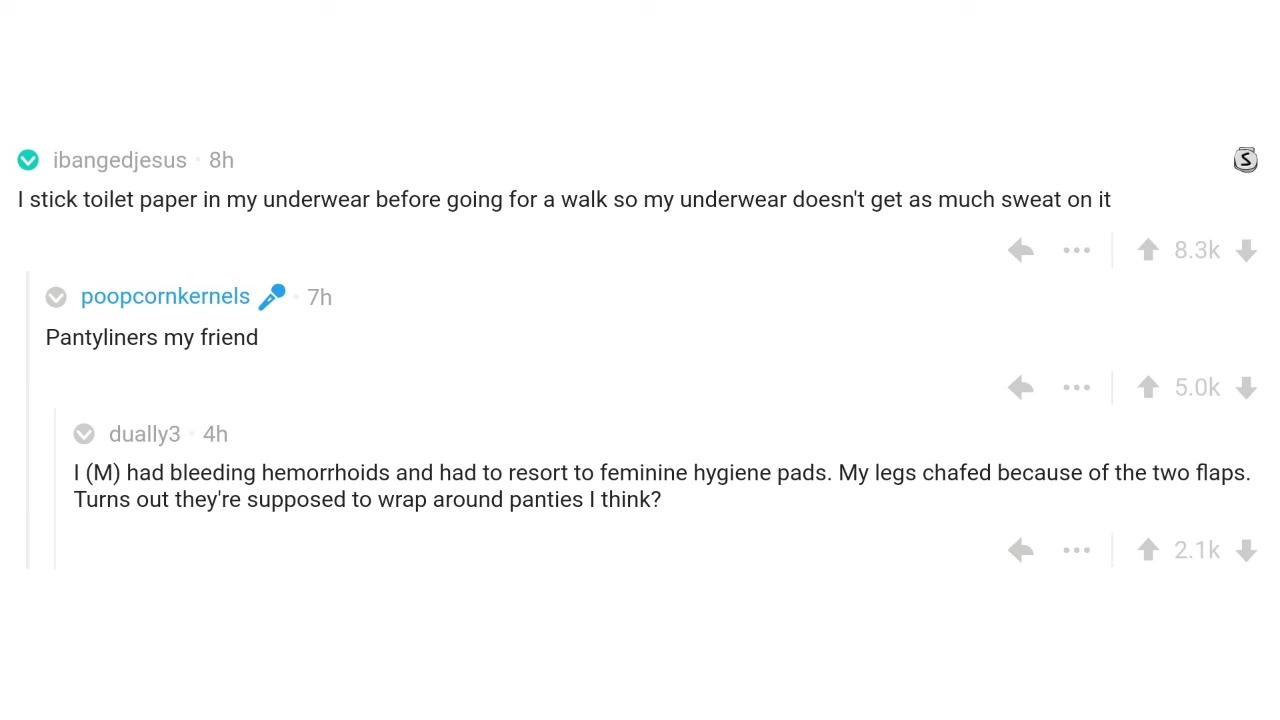 ibangedjesus · 8h
S
I stick toilet paper in my underwear before going for a walk so my underwear doesn't get as much sweat on it
8.3k
poopcornkernels · 7h
Pantyliners my friend
5.0k
dually3 · 4h
I (M) had bleeding hemorrhoids and had to resort to feminine hygiene pads. My legs chafed because of the two flaps.
Turns out they're supposed to wrap around panties I think?
2.1k